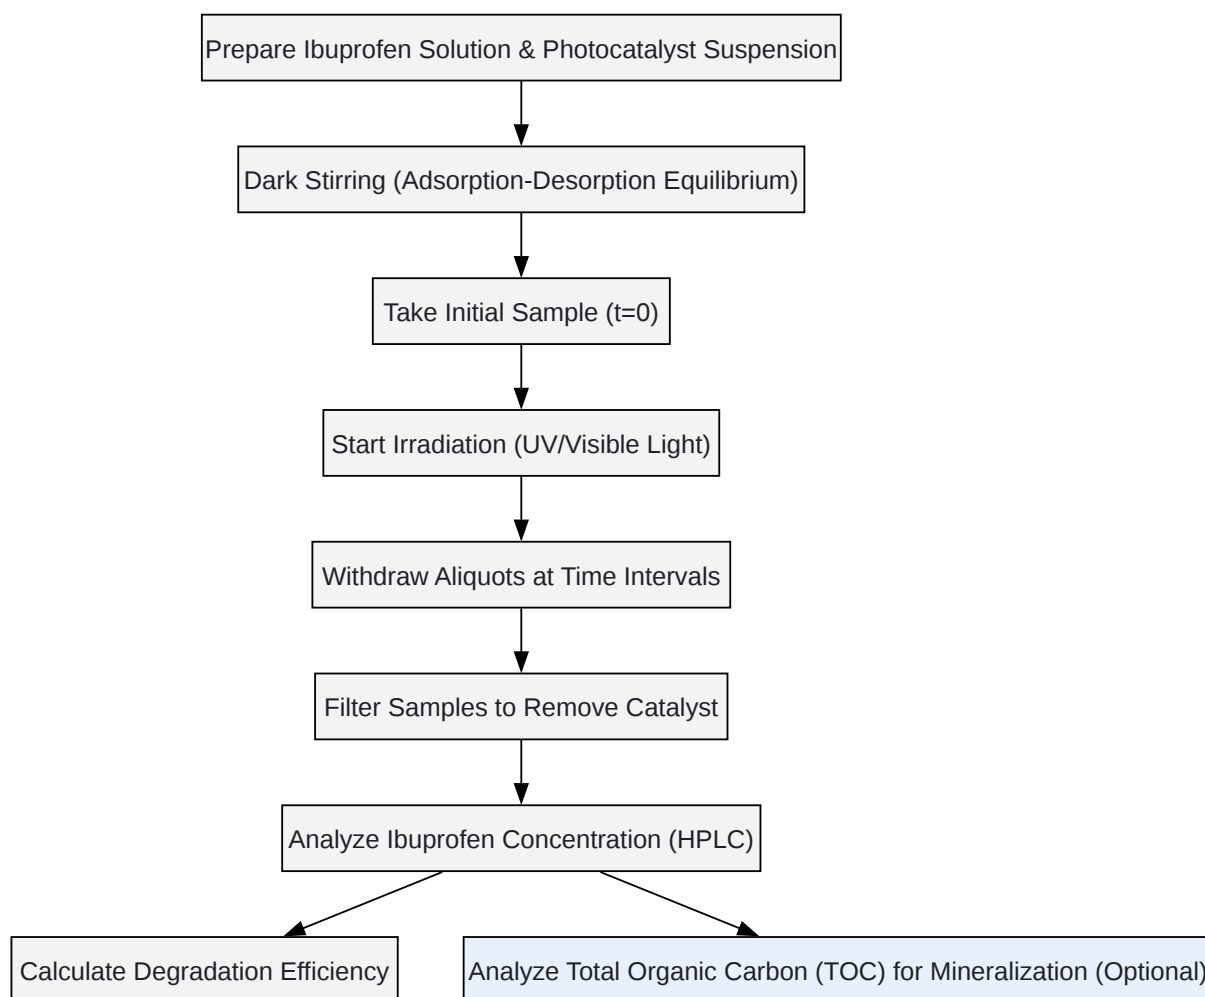 Prepare Ibuprofen Solution & Photocatalyst Suspension
Dark Stirring (Adsorption-Desorption Equilibrium)
Take Initial Sample (t=0)
Start Irradiation (UV/Visible Light)
Withdraw Aliquots at Time Intervals
Filter Samples to Remove Catalyst
Analyze Ibuprofen Concentration (HPLC)
Calculate Degradation Efficiency
Analyze Total Organic Carbon (TOC) for Mineralization (Optional)